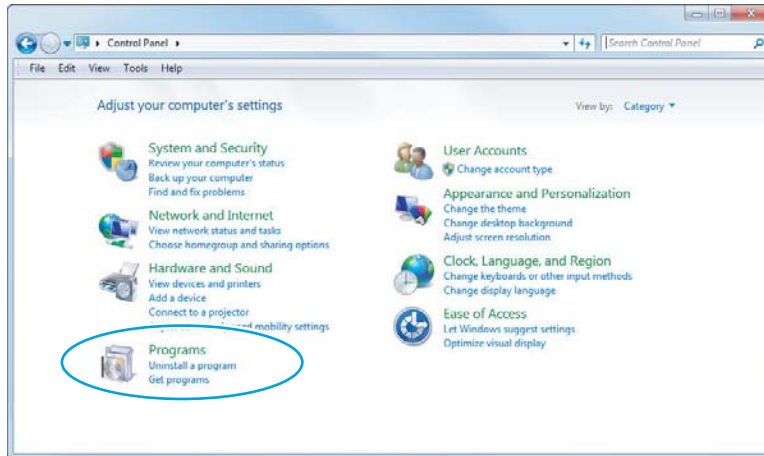 Control Panel
Search Control Panel
File Edit View Tools Help
Adjust your computer's settings
View by: Category
System and Security
Review your computer's status
Back up your computer
Find and fix problems
Network and Internet
View network status and tasks
Choose homegroup and sharing options
Hardware and Sound
View devices and printers
Add a device
Connect to a projector
mobility settings
Programs
Uninstall a program
Get programs
User Accounts
Change account type
Appearance and Personalization
Change the theme
Change desktop background
Adjust screen resolution
Clock, Language, and Region
Change keyboards or other input methods
Change display language
Ease of Access
Let Windows suggest settings
Optimize visual display